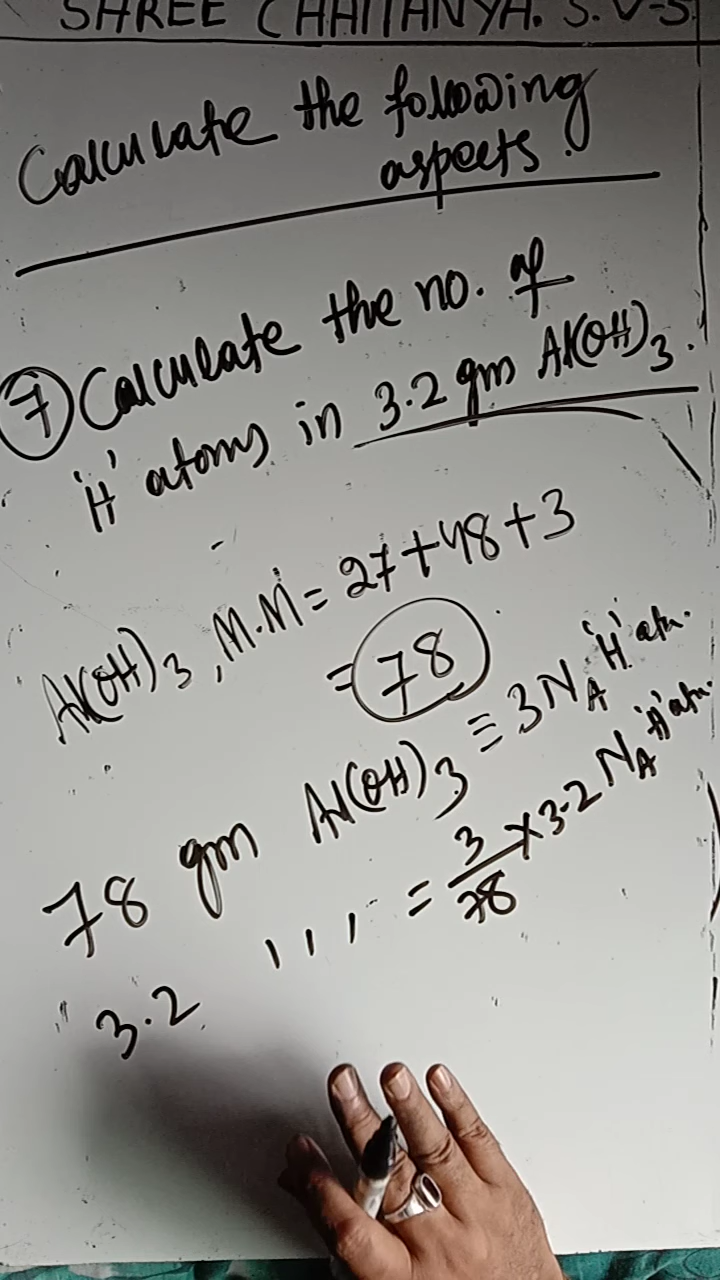 SHREE CHAITANYA. S.V-S.
Calculate the following
aspects.
7 Calculate the no. of
'H' atoms in 3.2 gm Al(OH)3.
Al(OH)3, M.M = 27+48+3
= 78
78 gm Al(OH)3 ≡ 3NA 'H' atm.
3.2 ''' = 3/78 × 3.2 NA 'H' atm.